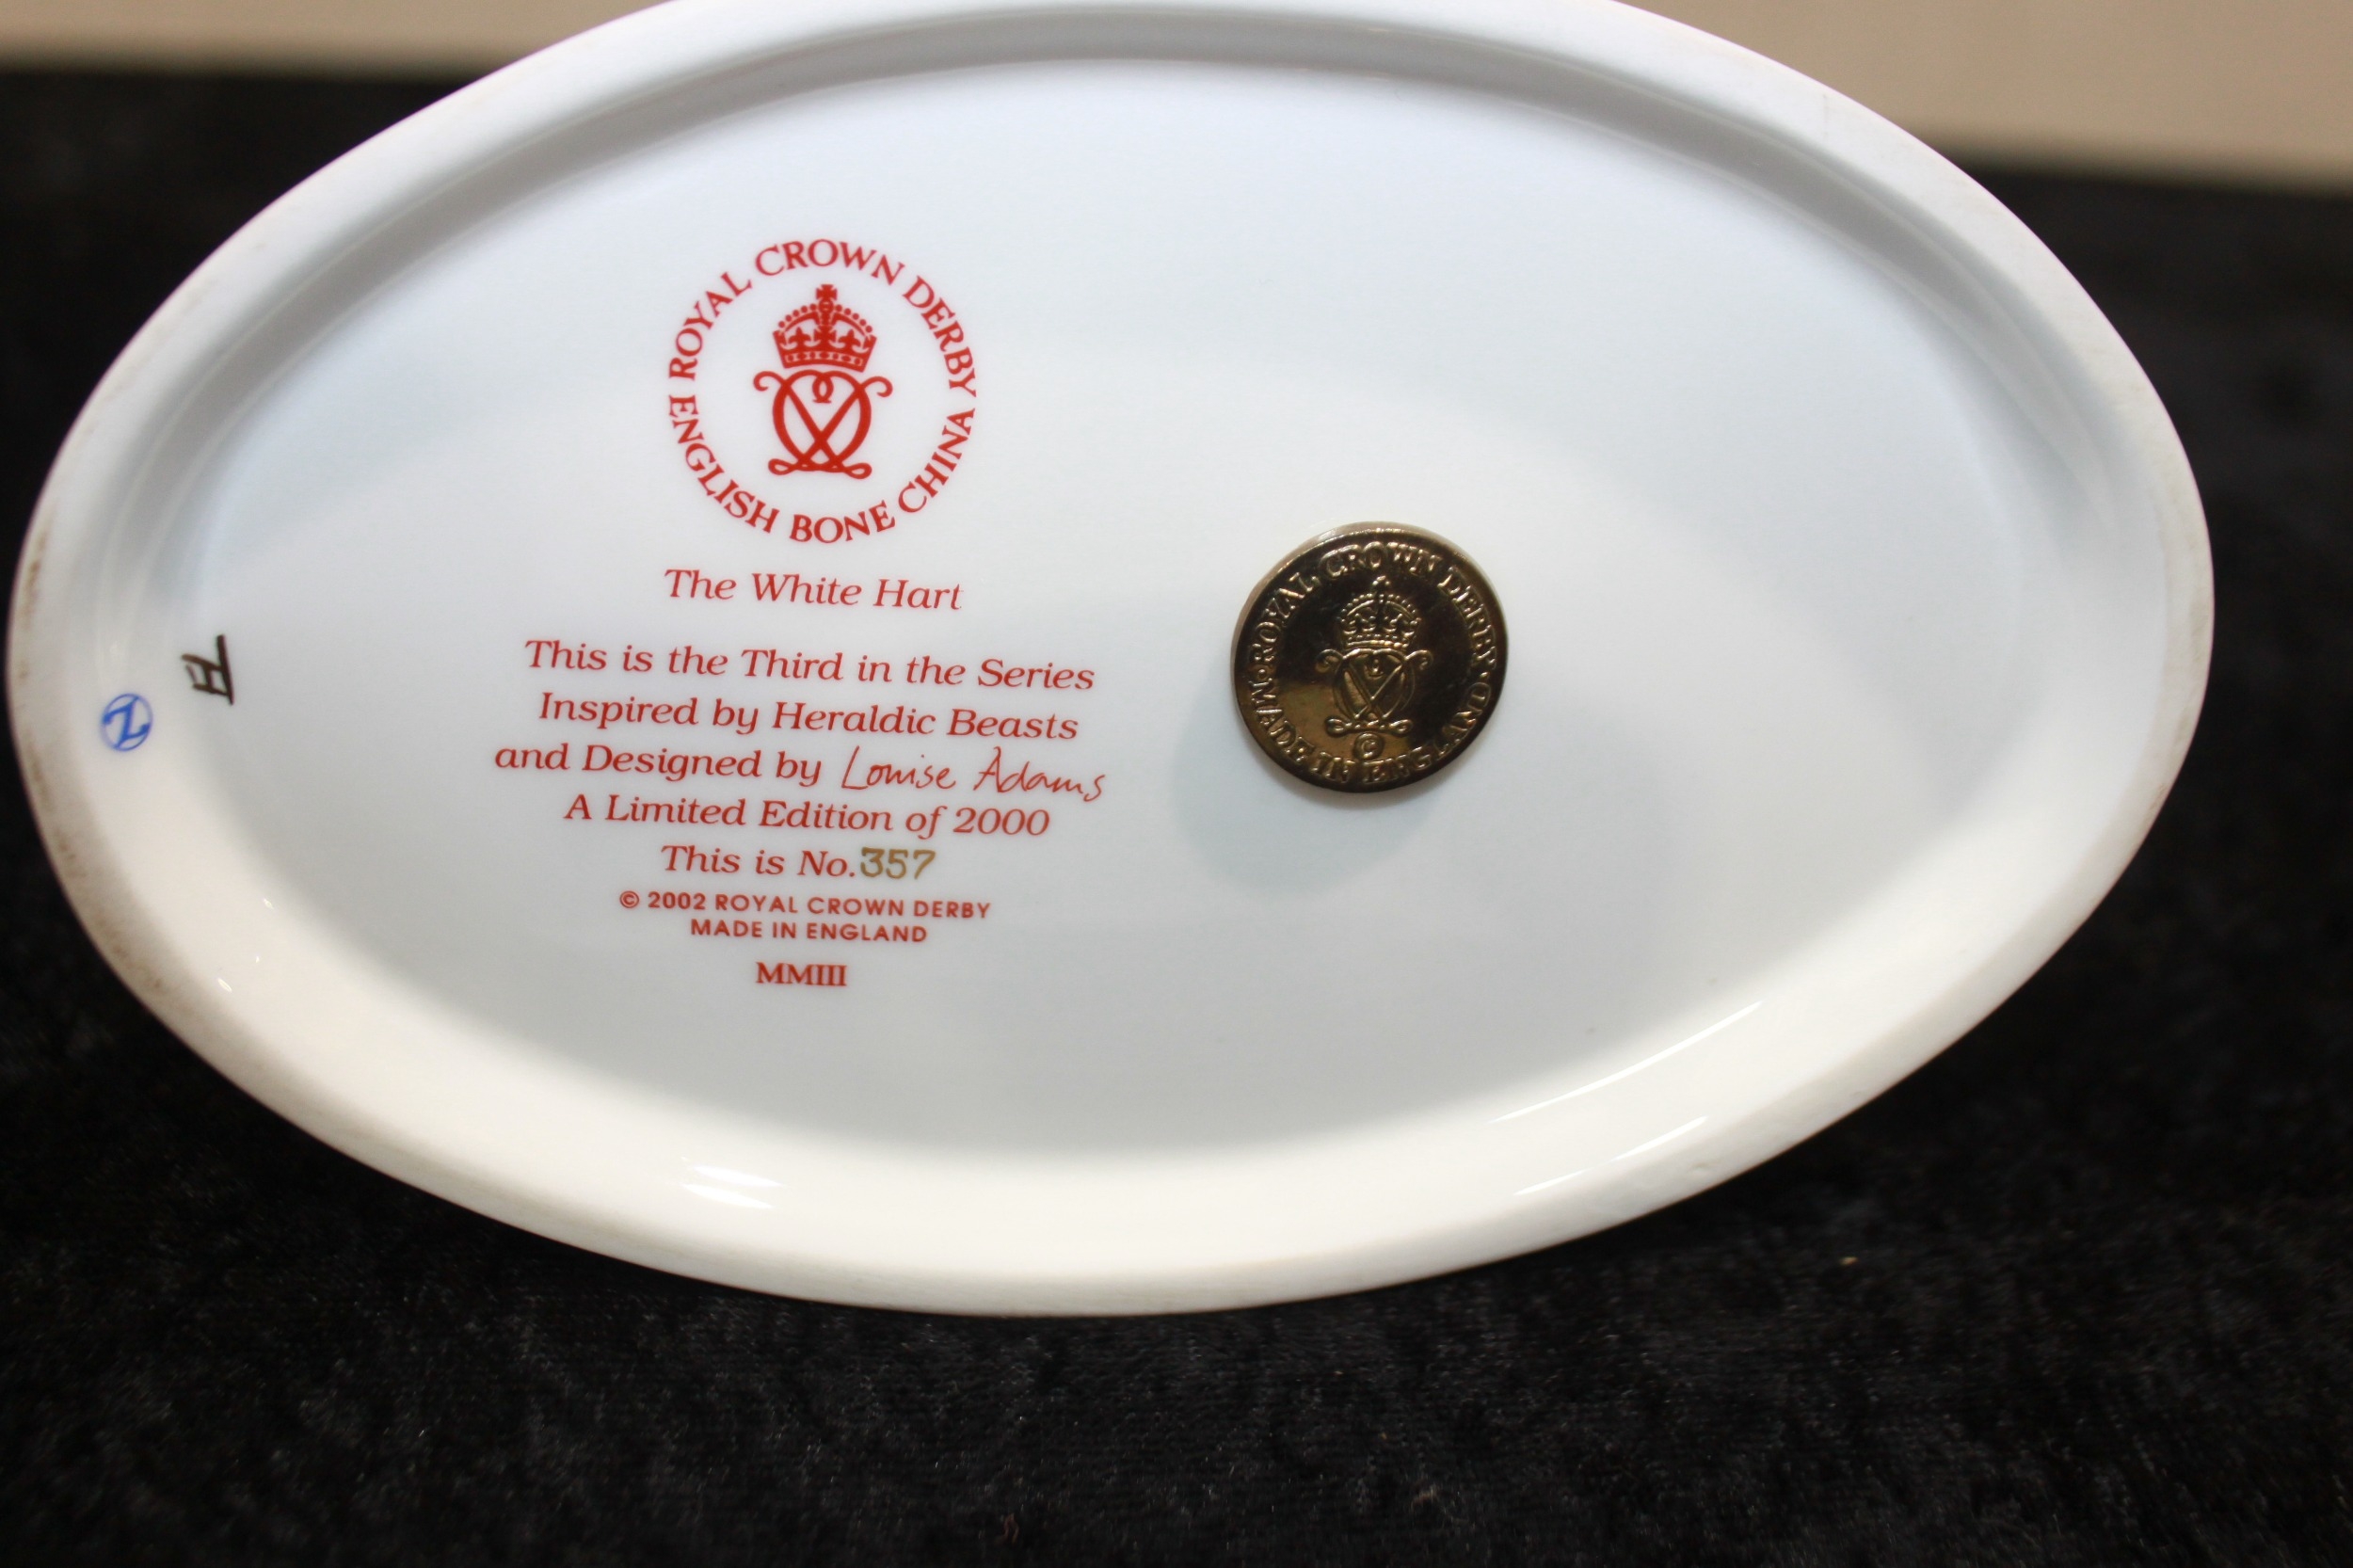 ROYAL CROWN DERBY
ENGLISH BONE CHINA
The White Hart
This is the Third in the Series
Inspired by Heraldic Beasts
and Designed by Louise Adams
A Limited Edition of 2000
This is No.357
© 2002 ROYAL CROWN DERBY
MADE IN ENGLAND
MMIII
ROYAL CROWN DERBY
©
MADE IN ENGLAND